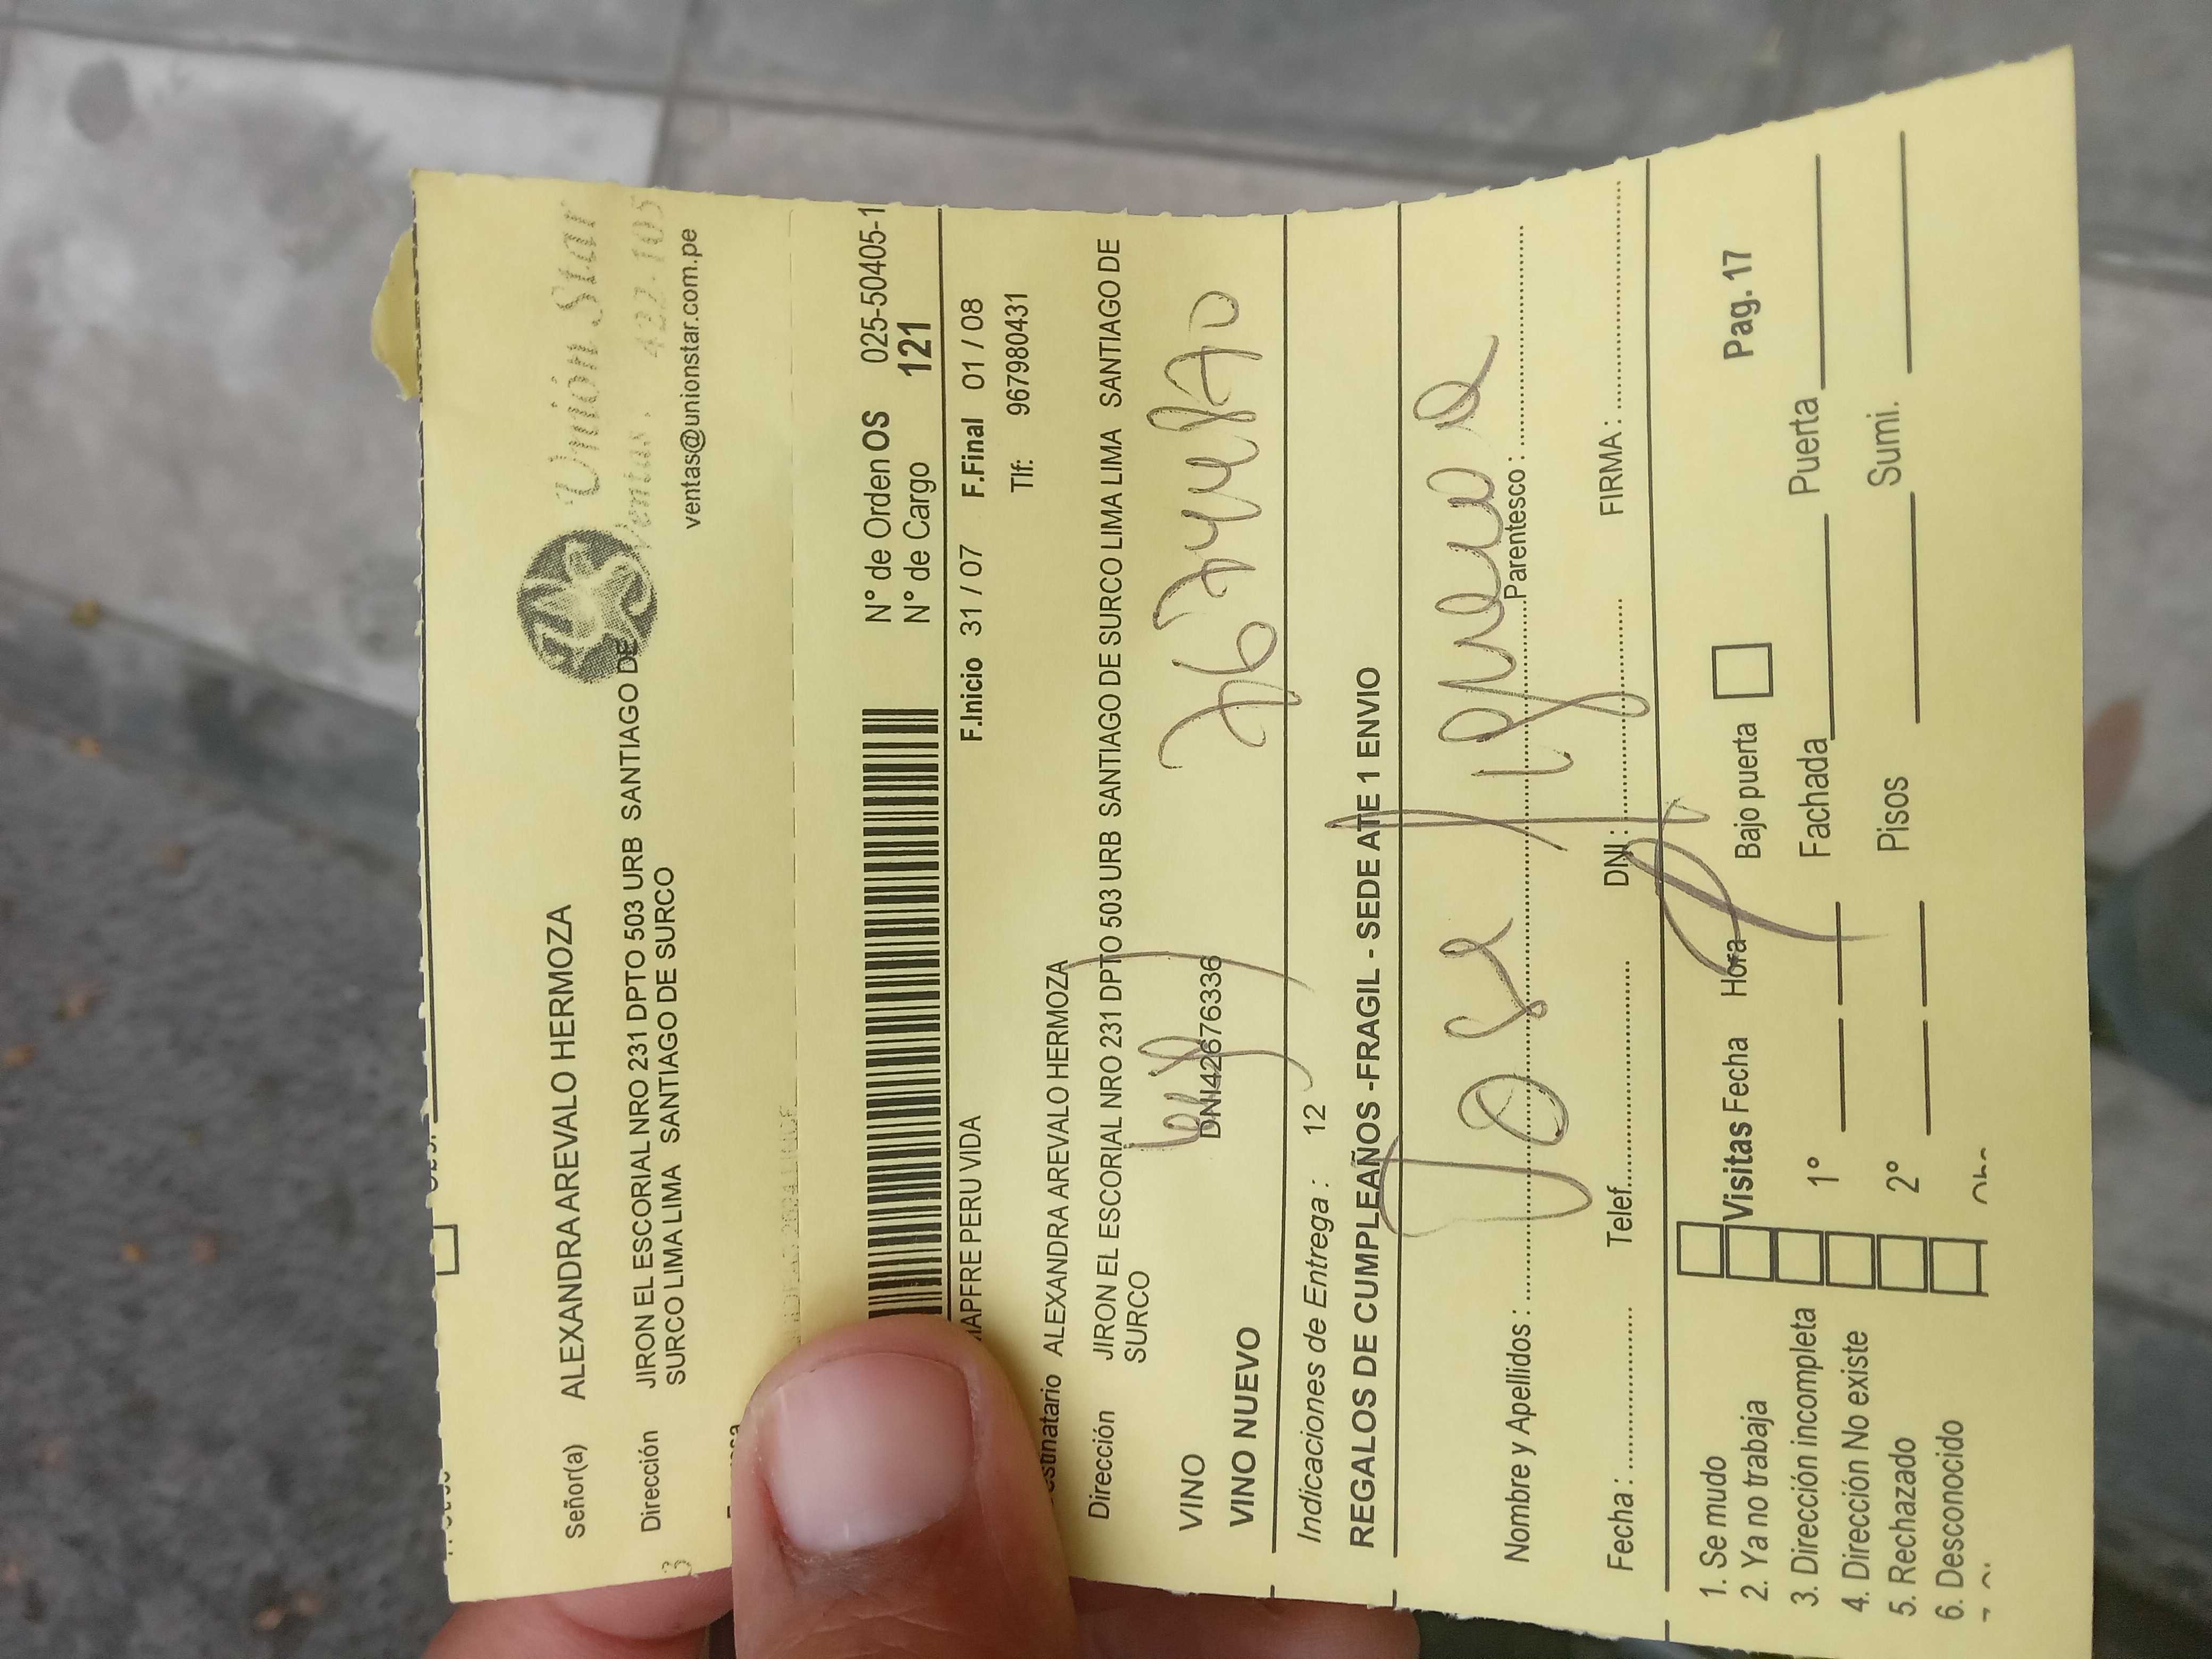 Unión Star
Ventas. 422-105
ventas@unionstar.com.pe
Señor(a) ALEXANDRA AREVALO HERMOZA
Dirección JIRON EL ESCORIAL NRO 231 DPTO 503 URB SANTIAGO DE
SURCO LIMA LIMA SANTIAGO DE SURCO
3
N° de Orden OS 025-50405-1
N° de Cargo 121
MAPFRE PERU VIDA
F.Inicio 31 / 07 F.Final 01 / 08
Tlf: 967980431
ALEXANDRA AREVALO HERMOZA
Dirección JIRON EL ESCORIAL NRO 231 DPTO 503 URB SANTIAGO DE SURCO LIMA LIMA SANTIAGO DE
SURCO
VINO DNI426763336
VINO NUEVO
Indicaciones de Entrega : 12
REGALOS DE CUMPLEAÑOS -FRAGIL - SEDE ATE 1 ENVIO
Jose
Nombre y Apellidos : Parentesco :
Fecha : Telef. DNI : FIRMA :
1. Se mudo
2. Ya no trabaja
3. Dirección incompleta
4. Dirección No existe
5. Rechazado
6. Desconocido
Visitas Fecha Hora Bajo puerta Pag. 17
1° Fachada Puerta
2° Pisos Sumi.